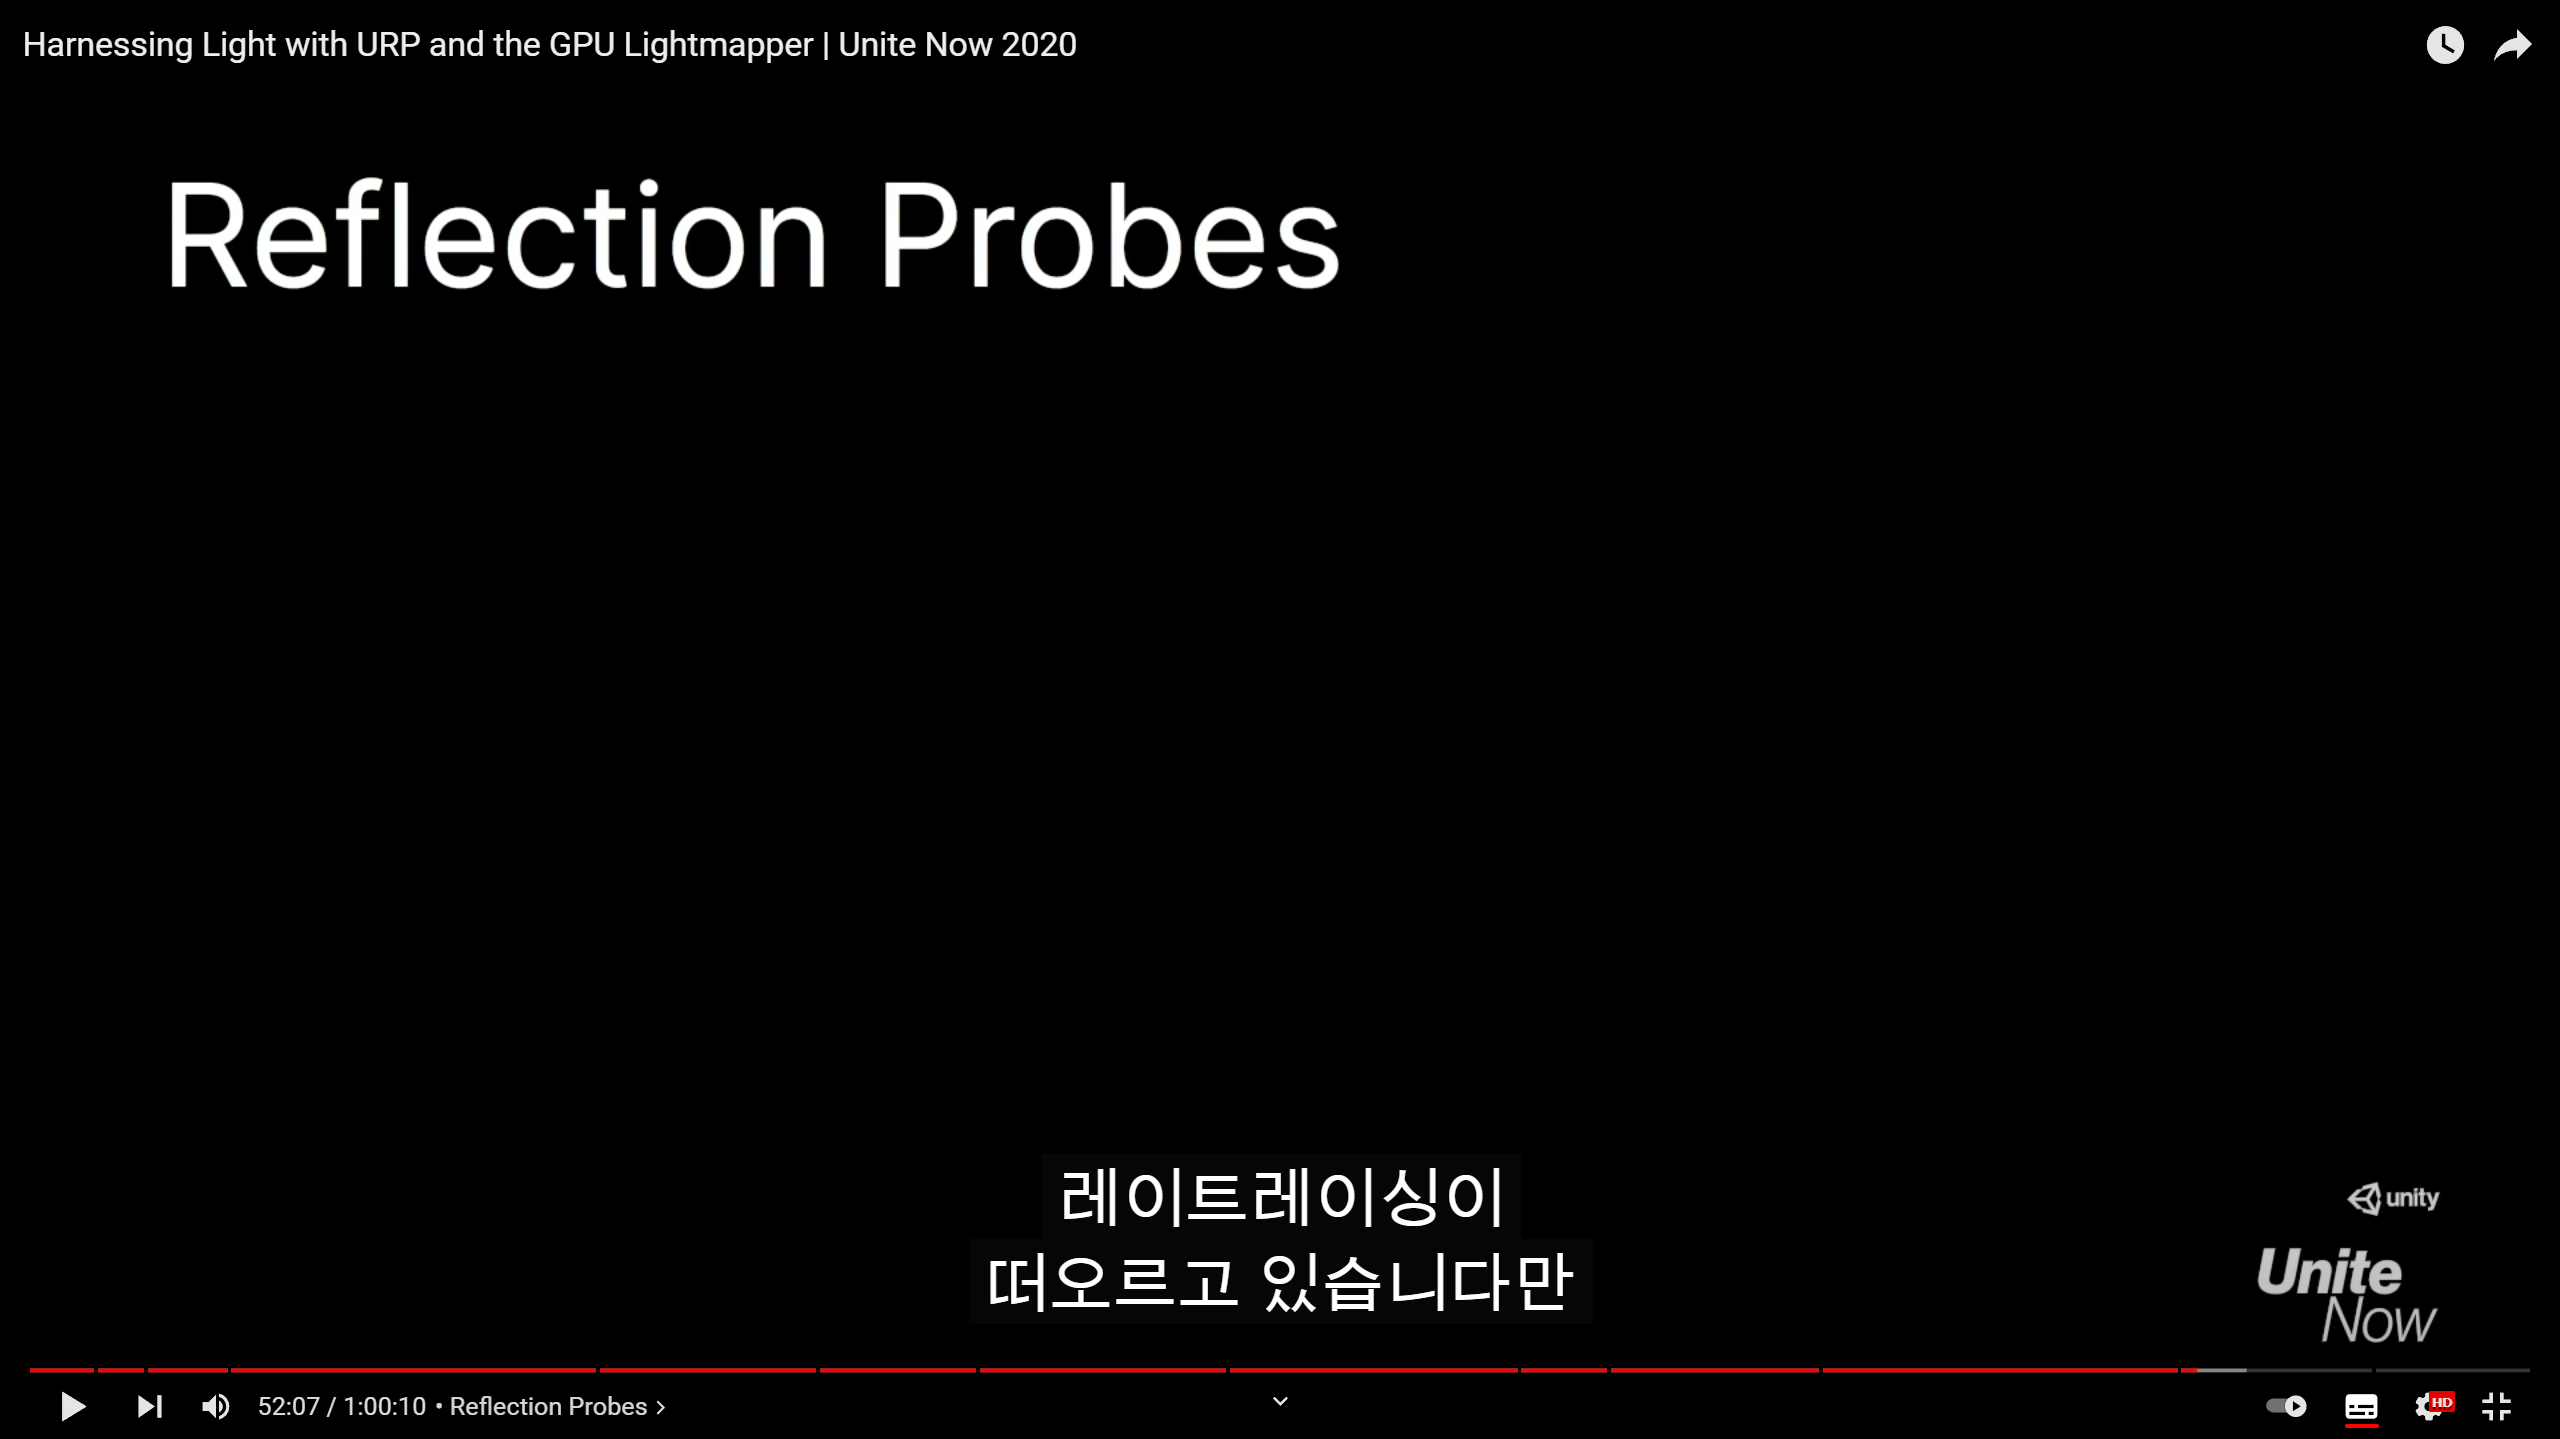 Harnessing Light with URP and the GPU Lightmapper | Unite Now 2020
Reflection Probes
레이트레이싱이
떠오르고 있습니다만
unity
Unite
Now
52:07 / 1:00:10 • Reflection Probes
HD